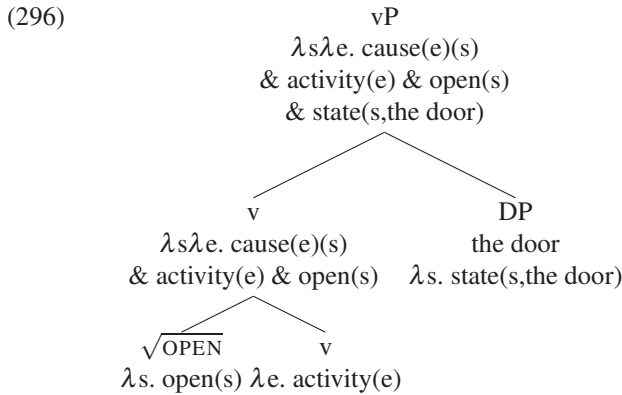 (296) vP
λsλe. cause(e)(s)
& activity(e) & open(s)
& state(s,the door)
v DP
λsλe. cause(e)(s) the door
& activity(e) & open(s) λs. state(s,the door)
√OPEN v
λs. open(s) λe. activity(e)